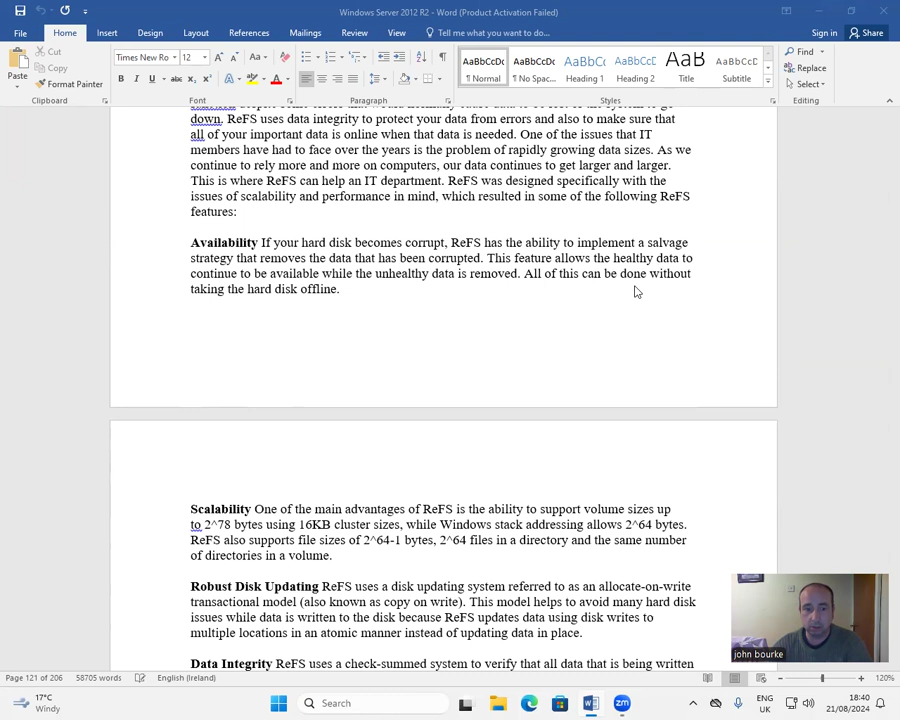 Windows Server 2012 R2 - Word (Product Activation Failed)
File Home Insert Design Layout References Mailings Review View Tell me what you want to do... Sign in Share
Paste
Cut
Copy
Format Painter
Clipboard
Times New Ro 12
Font
Paragraph
AaBbCcDc AaBbCcDc AaBbCc AaBbCcC AaB AaBbCcD
¶ Normal ¶ No Spac... Heading 1 Heading 2 Title Subtitle
Styles
Find
Replace
Select
Editing
down. ReFS uses data integrity to protect your data from errors and also to make sure that
all of your important data is online when that data is needed. One of the issues that IT
members have had to face over the years is the problem of rapidly growing data sizes. As we
continue to rely more and more on computers, our data continues to get larger and larger.
This is where ReFS can help an IT department. ReFS was designed specifically with the
issues of scalability and performance in mind, which resulted in some of the following ReFS
features:
Availability If your hard disk becomes corrupt, ReFS has the ability to implement a salvage
strategy that removes the data that has been corrupted. This feature allows the healthy data to
continue to be available while the unhealthy data is removed. All of this can be done without
taking the hard disk offline.
Scalability One of the main advantages of ReFS is the ability to support volume sizes up
to 2^78 bytes using 16KB cluster sizes, while Windows stack addressing allows 2^64 bytes.
ReFS also supports file sizes of 2^64-1 bytes, 2^64 files in a directory and the same number
of directories in a volume.
Robust Disk Updating ReFS uses a disk updating system referred to as an allocate-on-write
transactional model (also known as copy on write). This model helps to avoid many hard disk
issues while data is written to the disk because ReFS updates data using disk writes to
multiple locations in an atomic manner instead of updating data in place.
Data Integrity ReFS uses a check-summed system to verify that all data that is being written
john bourke
Page 121 of 206 58705 words English (Ireland) 120%
17°C
Windy
Search
ENG
UK
18:40
21/08/2024